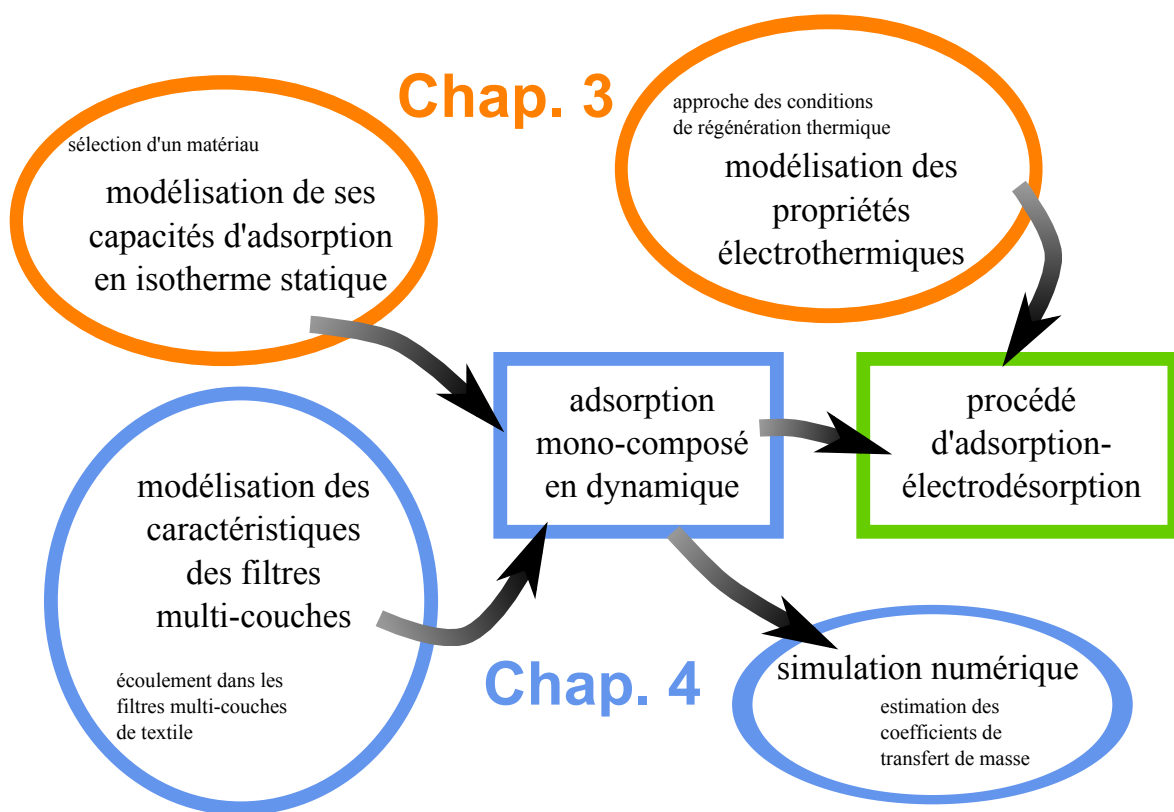 Chap. 3
sélection d'un matériau
modélisation de ses
capacités d'adsorption
en isotherme statique
approche des conditions
de régénération thermique
modélisation des
propriétés
électrothermiques
adsorption
mono-composé
en dynamique
procédé
d'adsorption-
électrodésorption
modélisation des
caractéristiques
des filtres
multi-couches
écoulement dans les
filtres multi-couches
de textile
Chap. 4
simulation numérique
estimation des
coefficients de
transfert de masse